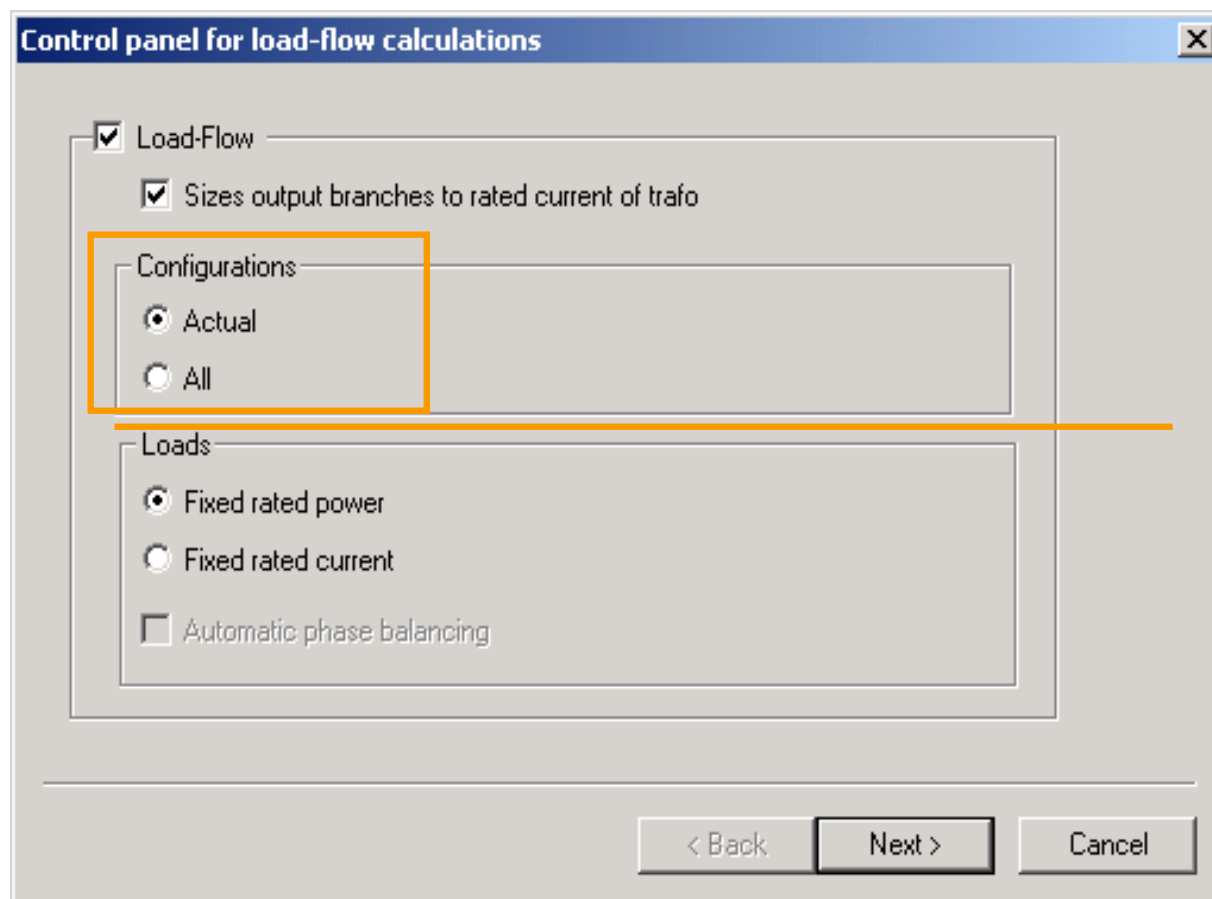 Control panel for load-flow calculations
Load-Flow
Sizes output branches to rated current of trafo
Configurations
Actual
All
Loads
Fixed rated power
Fixed rated current
Automatic phase balancing
< Back Next > Cancel